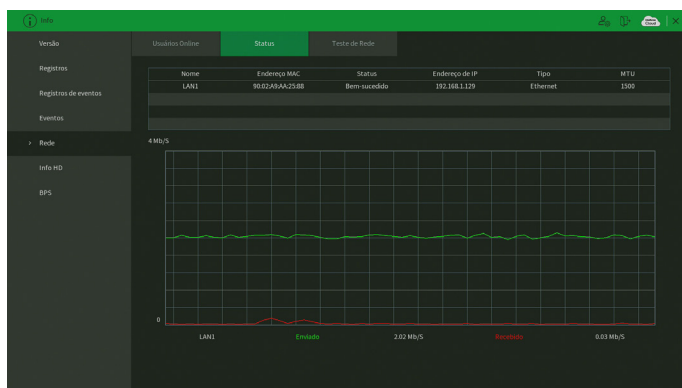 Info
Versão
Registros
Registros de eventos
Eventos
> Rede
Info HD
BPS
Usuários Online Status Teste de Rede
Nome Endereço MAC Status Endereço de IP Tipo MTU
LAN1 90:02:A9:AA:25:88 Bem-sucedido 192.168.1.129 Ethernet 1500
4 Mb/S
0
LAN1 Enviado 2.02 Mb/S Recebido 0.03 Mb/S